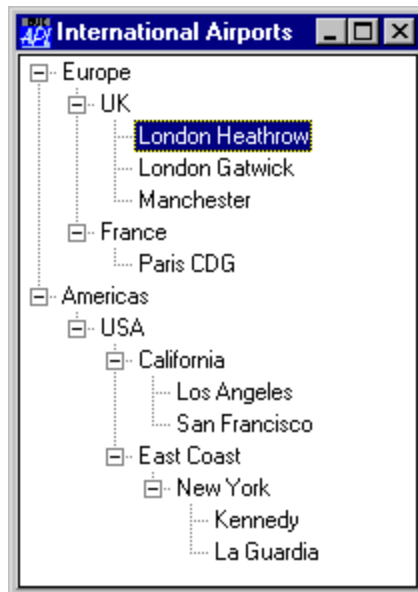 International Airports
Europe
UK
London Heathrow
London Gatwick
Manchester
France
Paris CDG
Americas
USA
California
Los Angeles
San Francisco
East Coast
New York
Kennedy
La Guardia